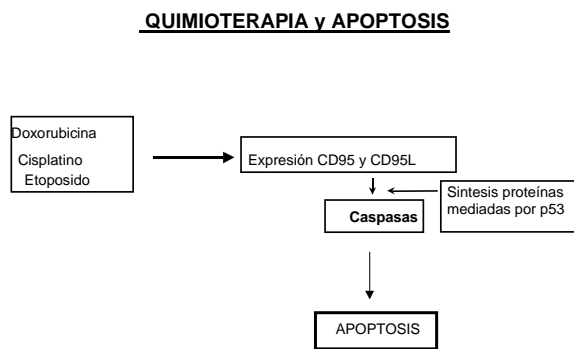 QUIMIOTERAPIA y APOPTOSIS
Doxorubicina
Cisplatino
Etoposido
Expresión CD95 y CD95L
Sintesis proteínas
mediadas por p53
Caspasas
APOPTOSIS